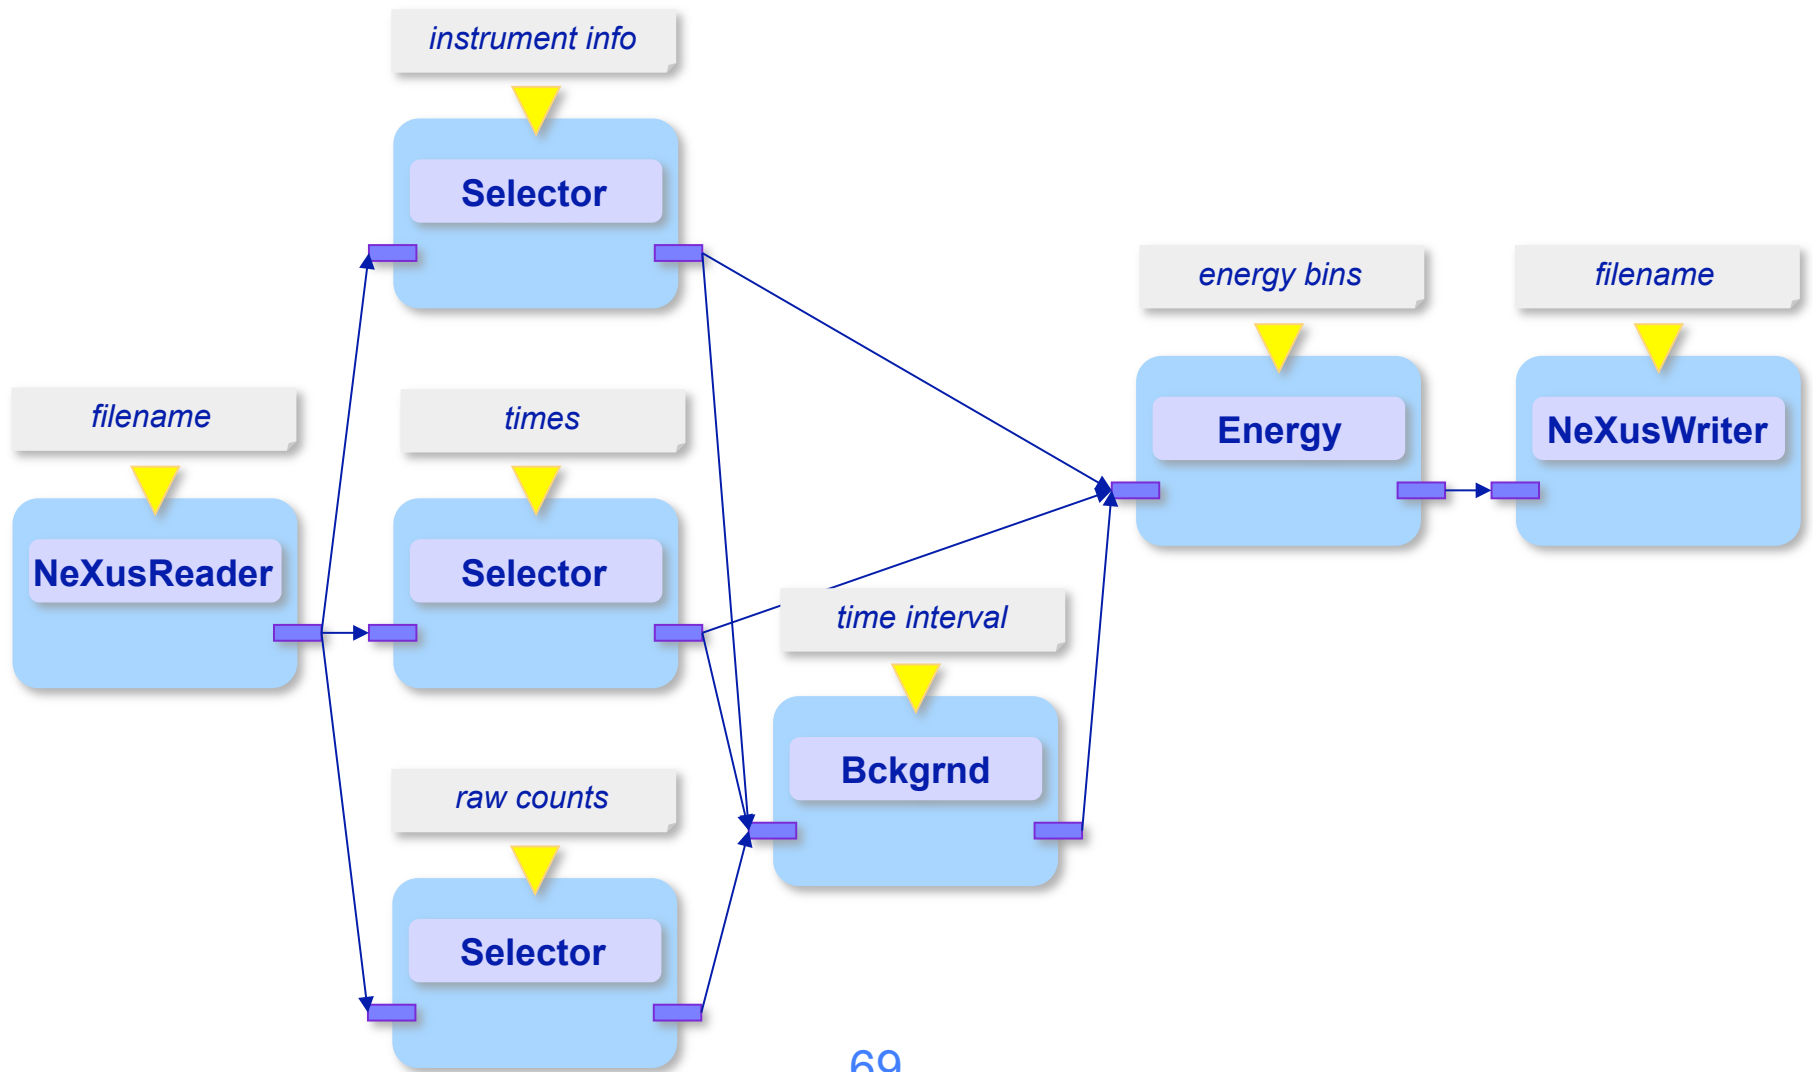 instrument info
Selector
energy bins
filename
Energy
NeXusWriter
filename
times
NeXusReader
Selector
time interval
Bckgrnd
raw counts
Selector
69